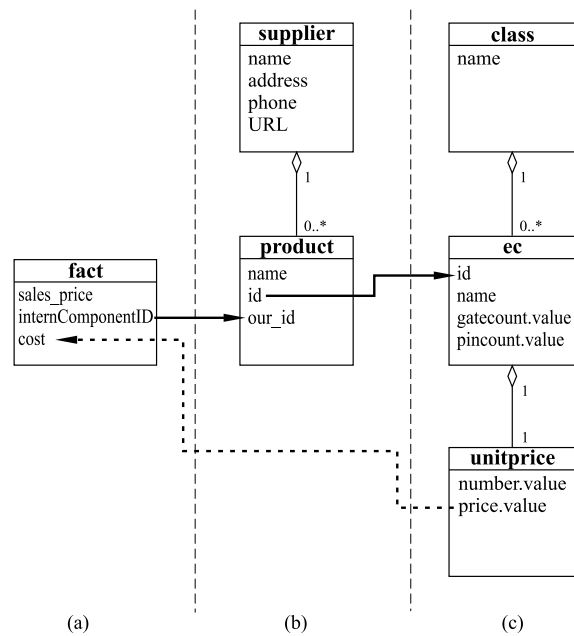 supplier
name
address
phone
URL
1
0..*
class
name
1
0..*
fact
sales_price
internComponentID
cost
product
name
id
our_id
ec
id
name
gatecount.value
pincount.value
1
1
unitprice
number.value
price.value
(a)
(b)
(c)